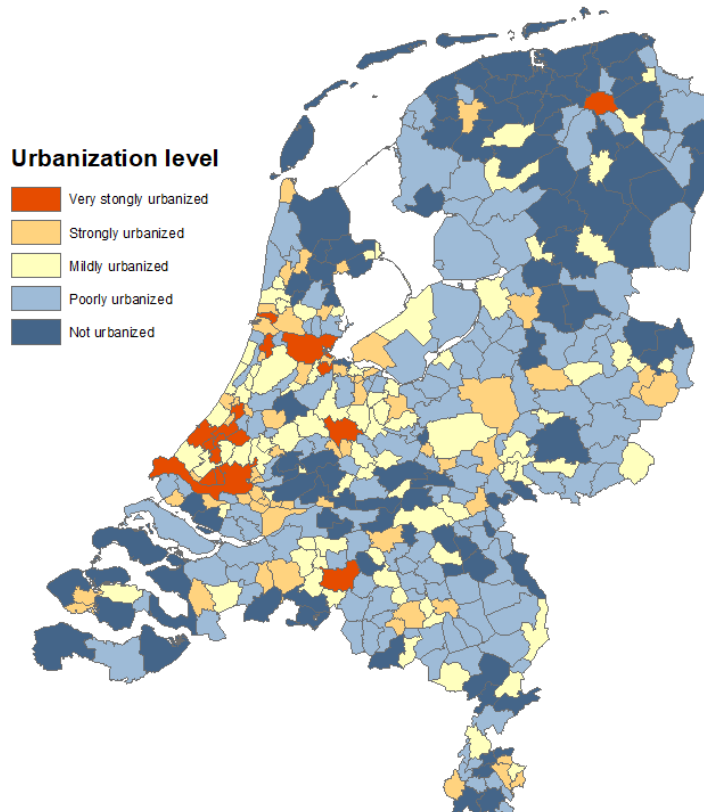 Urbanization level
Very stongly urbanized
Strongly urbanized
Mildly urbanized
Poorly urbanized
Not urbanized